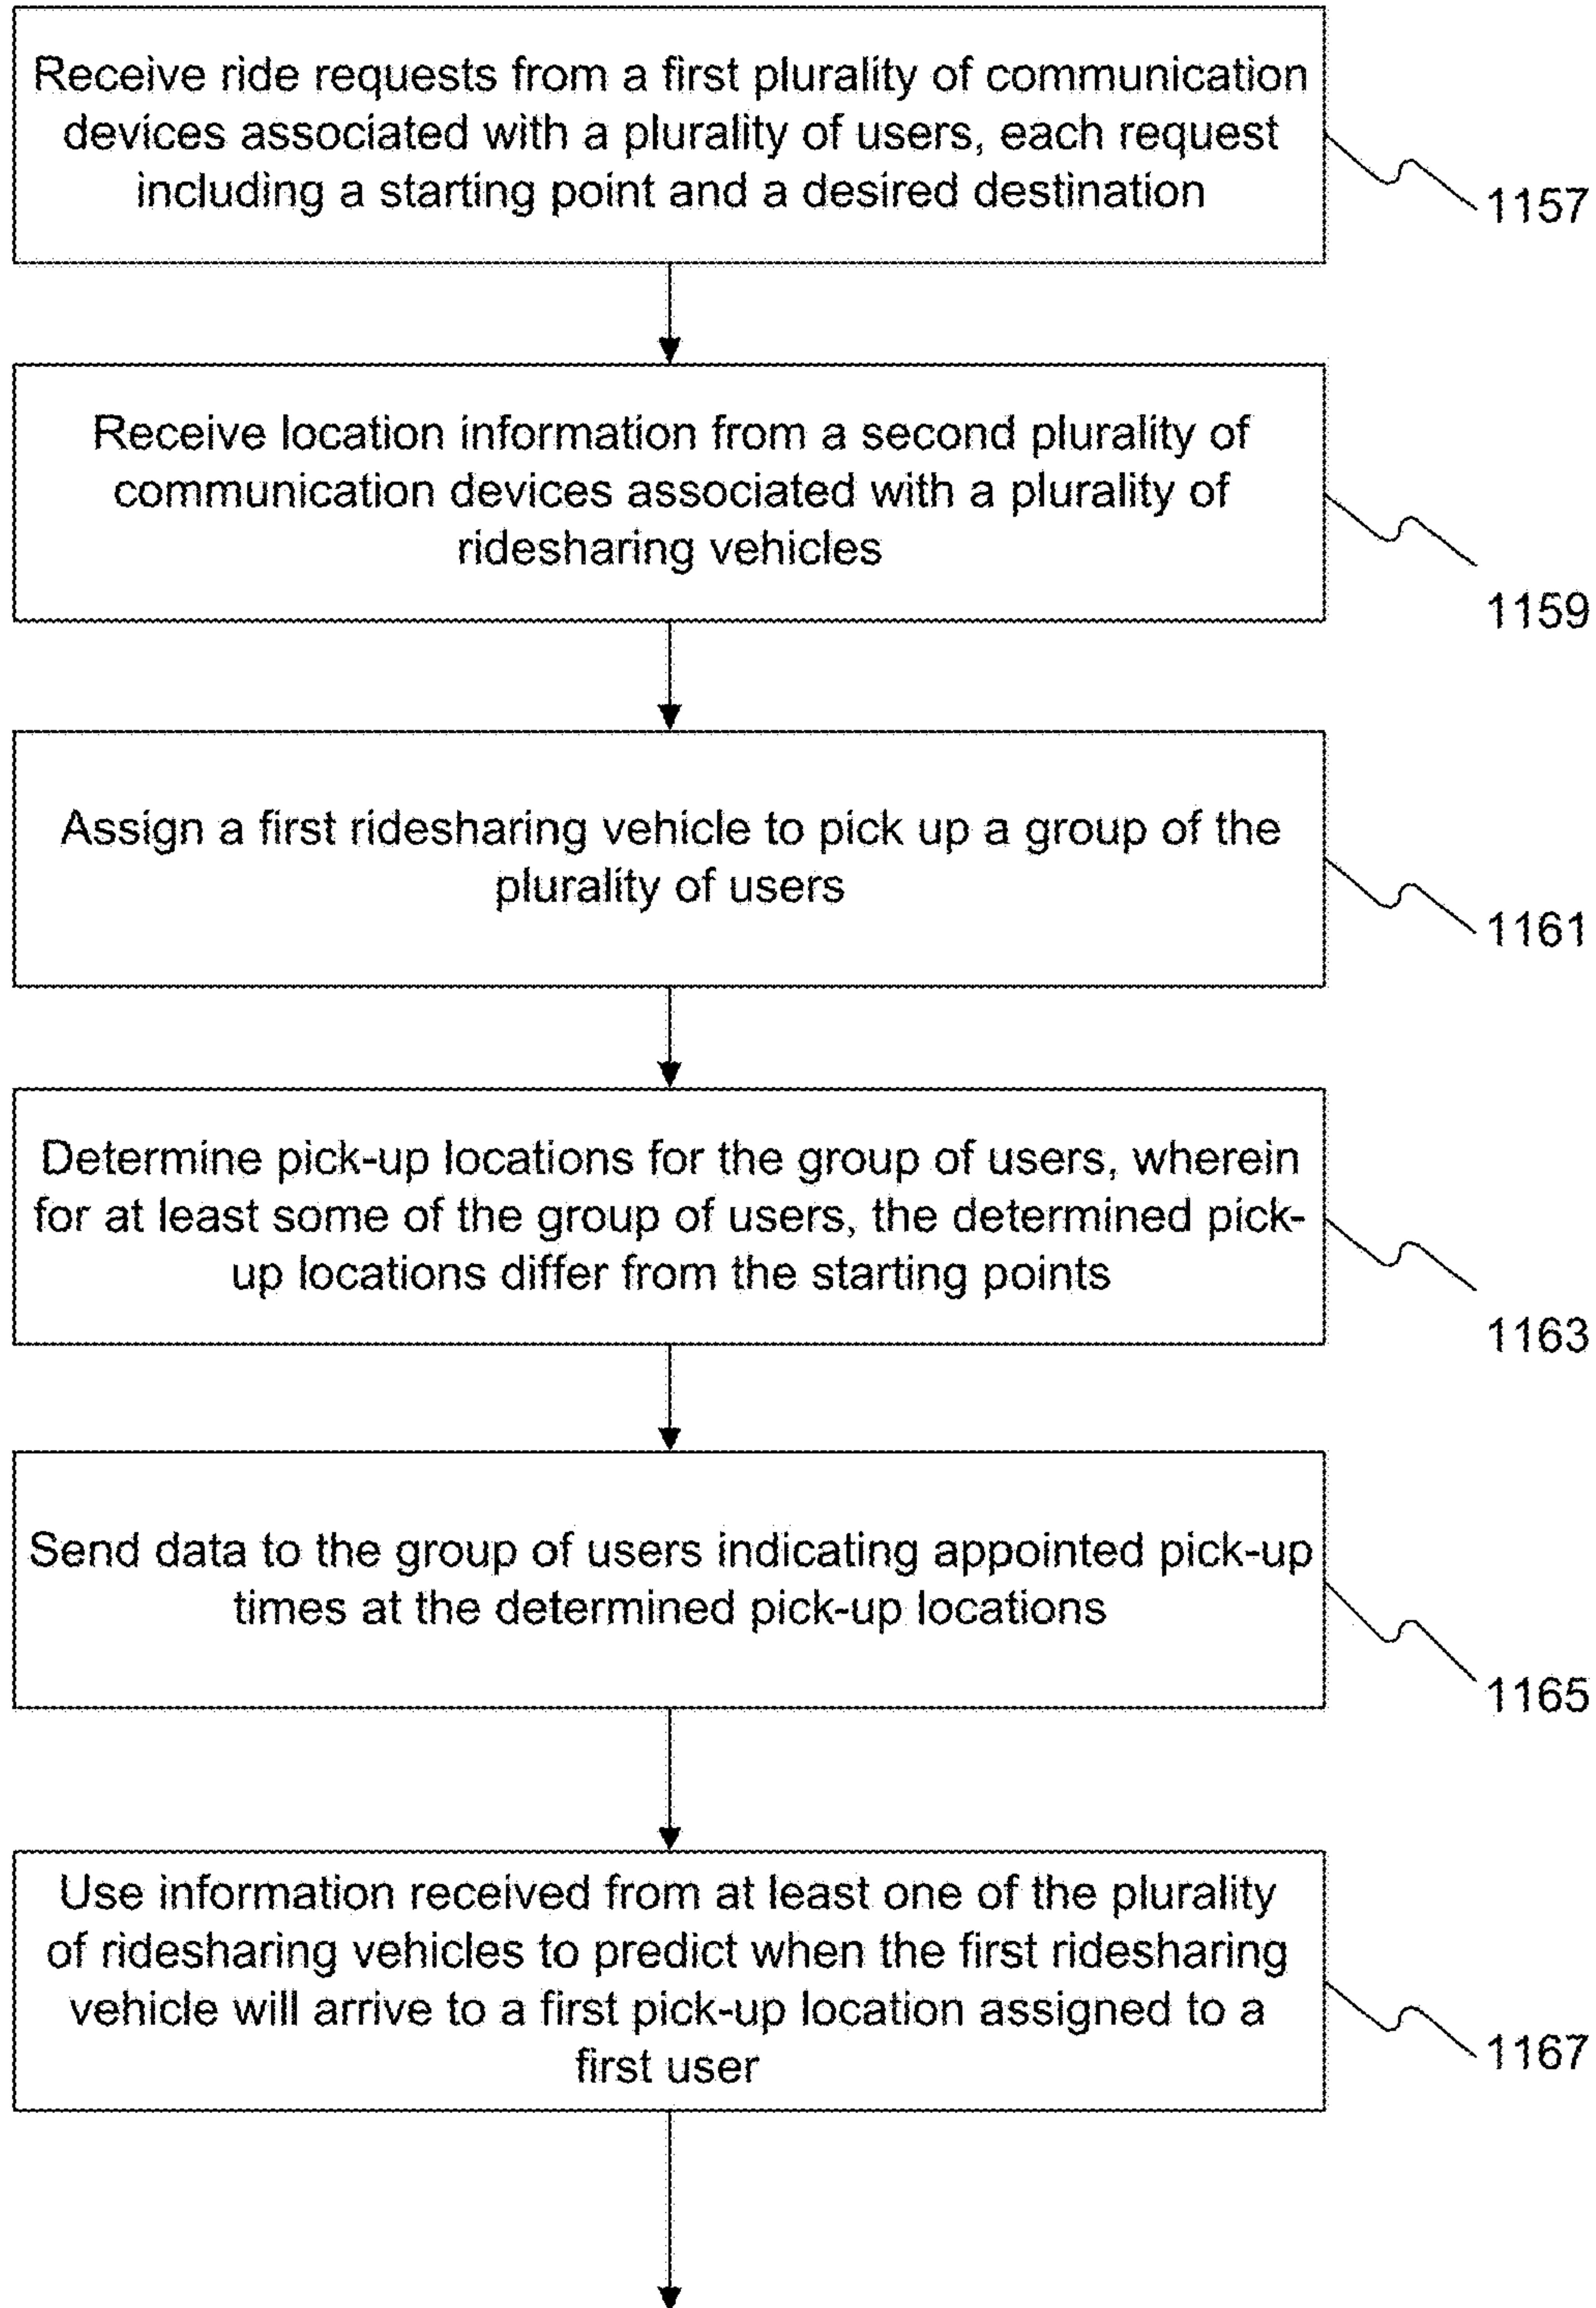 Receive ride requests from a first plurality of communication
devices associated with a plurality of users, each request
including a starting point and a desired destination
1157
Receive location information from a second plurality of
communication devices associated with a plurality of
ridesharing vehicles
1159
Assign a first ridesharing vehicle to pick up a group of the
plurality of users
1161
Determine pick-up locations for the group of users, wherein
for at least some of the group of users, the determined pick-
up locations differ from the starting points
1163
Send data to the group of users indicating appointed pick-up
times at the determined pick-up locations
1165
Use information received from at least one of the plurality
of ridesharing vehicles to predict when the first ridesharing
vehicle will arrive to a first pick-up location assigned to a
first user
1167